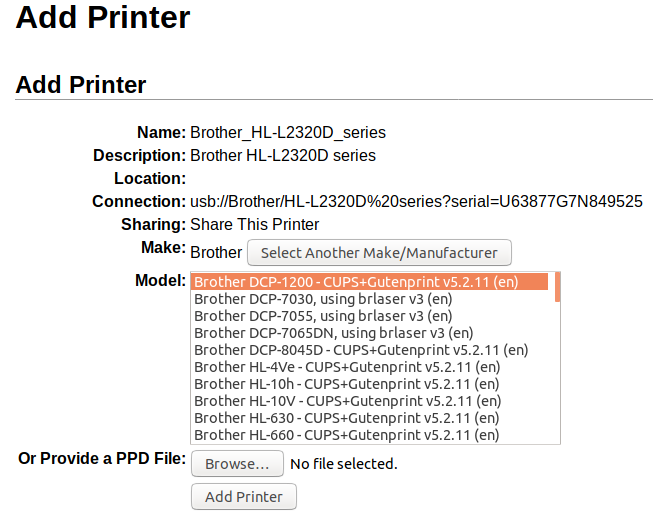 Add Printer
Add Printer
Name: Brother_HL-L2320D_series
Description: Brother HL-L2320D series
Location:
Connection: usb://Brother/HL-L2320D%20series?serial=U63877G7N849525
Sharing: Share This Printer
Make: Brother Select Another Make/Manufacturer
Model: Brother DCP-1200 - CUPS+Gutenprint v5.2.11 (en)
Brother DCP-7030, using brlaser v3 (en)
Brother DCP-7055, using brlaser v3 (en)
Brother DCP-7065DN, using brlaser v3 (en)
Brother DCP-8045D - CUPS+Gutenprint v5.2.11 (en)
Brother HL-4Ve - CUPS+Gutenprint v5.2.11 (en)
Brother HL-10h - CUPS+Gutenprint v5.2.11 (en)
Brother HL-10V - CUPS+Gutenprint v5.2.11 (en)
Brother HL-630 - CUPS+Gutenprint v5.2.11 (en)
Brother HL-660 - CUPS+Gutenprint v5.2.11 (en)
Or Provide a PPD File: Browse... No file selected.
Add Printer